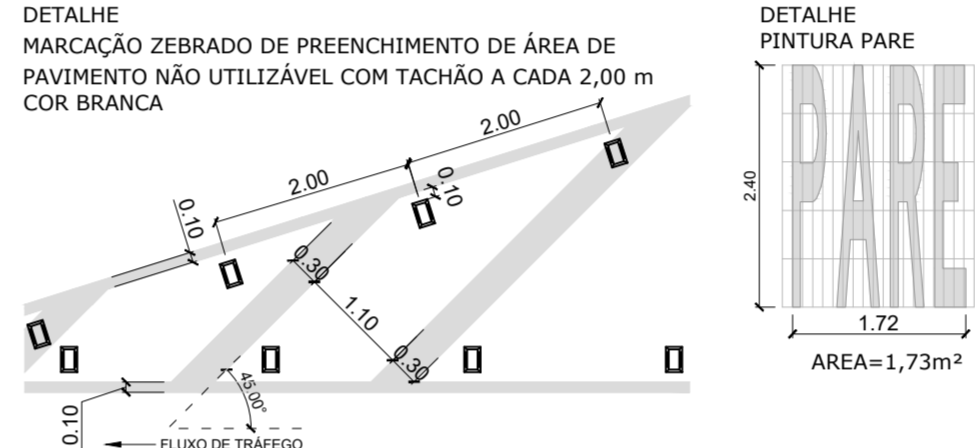 DETALHE
MARCAÇÃO ZEBRADO DE PREENCHIMENTO DE ÁREA DE
PAVIMENTO NÃO UTILIZÁVEL COM TACHÃO A CADA 2,00 m
COR BRANCA
2.00
2.00
0.10
0.10
0.30
1.10
0.30
45.00°
0.10
FLUXO DE TRÁFEGO
DETALHE
PINTURA PARE
2.40
PARE
1.72
AREA=1,73m²